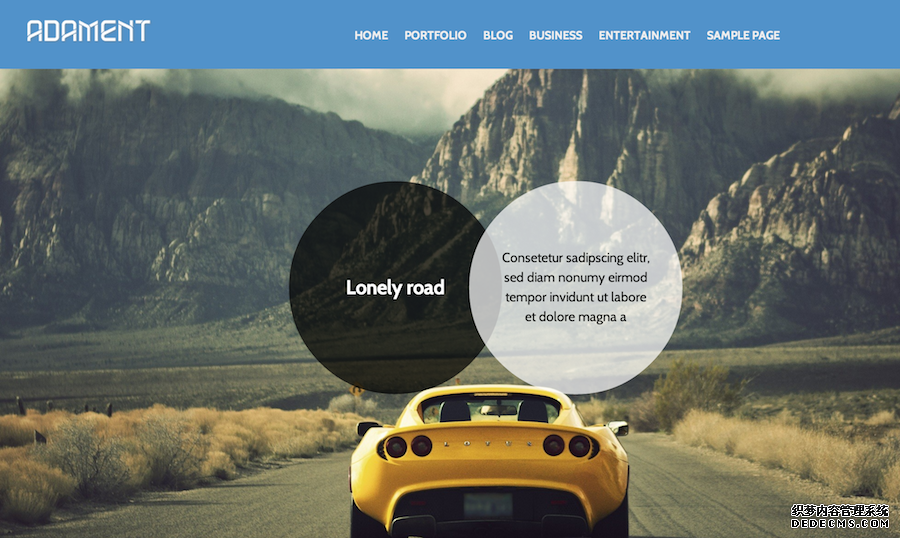 ADAMENT
HOME PORTFOLIO BLOG BUSINESS ENTERTAINMENT SAMPLE PAGE
Lonely road
Consetetur sadipscing elitr,
sed diam nonumy eirmod
tempor invidunt ut labore
et dolore magna a
LOTUS
织梦内容管理系统
DEDECMS.COM